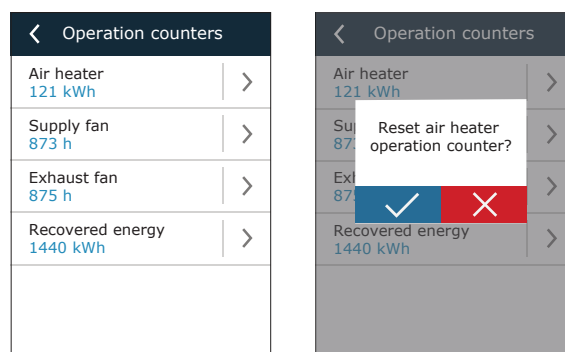 Operation counters
Air heater
121 kWh
Supply fan
873 h
Exhaust fan
875 h
Recovered energy
1440 kWh
Operation counters
Air heater
121 kWh
Reset air heater
operation counter?
Recovered energy
1440 kWh